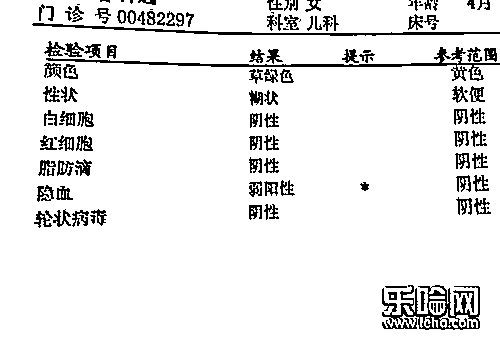 性别 女 年龄 4月
门 诊 号 00482297 科室 儿科 床号
检验项目 结果 提示 参考范围
颜色 草绿色 黄色
性状 糊状 软便
白细胞 阴性 阴性
红细胞 阴性 阴性
脂肪滴 阴性 阴性
隐血 弱阳性 * 阴性
轮状病毒 阴性 阴性
乐哈网
www.lcha.com